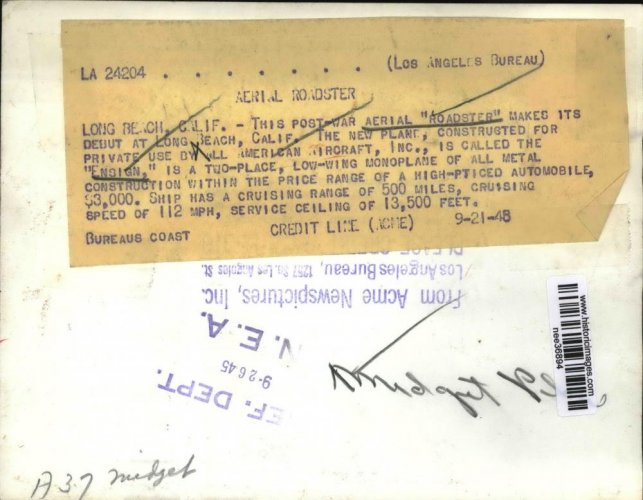 LA 24204 . . . . . . . . (LOS ANGELES BUREAU)
AERIAL ROADSTER
LONG BEACH, CALIF. - THIS POST-WAR AERIAL "ROADSTER" MAKES ITS
DEBUT AT LONG BEACH, CALIF. THE NEW PLANE, CONSTRUCTED FOR
PRIVATE USE BY ALL AMERICAN AIRCRAFT, INC., IS CALLED THE
"ENSIGN," IS A TWO-PLACE, LOW-WING MONOPLANE OF ALL METAL
CONSTRUCTION WITHIN THE PRICE RANGE OF A HIGH-PTICED AUTOMOBILE,
$3,000. SHIP HAS A CRUISING RANGE OF 500 MILES, CRUISING
SPEED OF 112 MPH, SERVICE CEILING OF 13,500 FEET.
BUREAUS COAST CREDIT LINE (ACME) 9-21-45
Los Angeles Bureau, 1257 So. Los Angeles St.
from Acme Newspictures, Inc.
N.E.A.
9-26-45
EF. DEPT.
midget
www.historicimages.com
nee36894
A37 midget